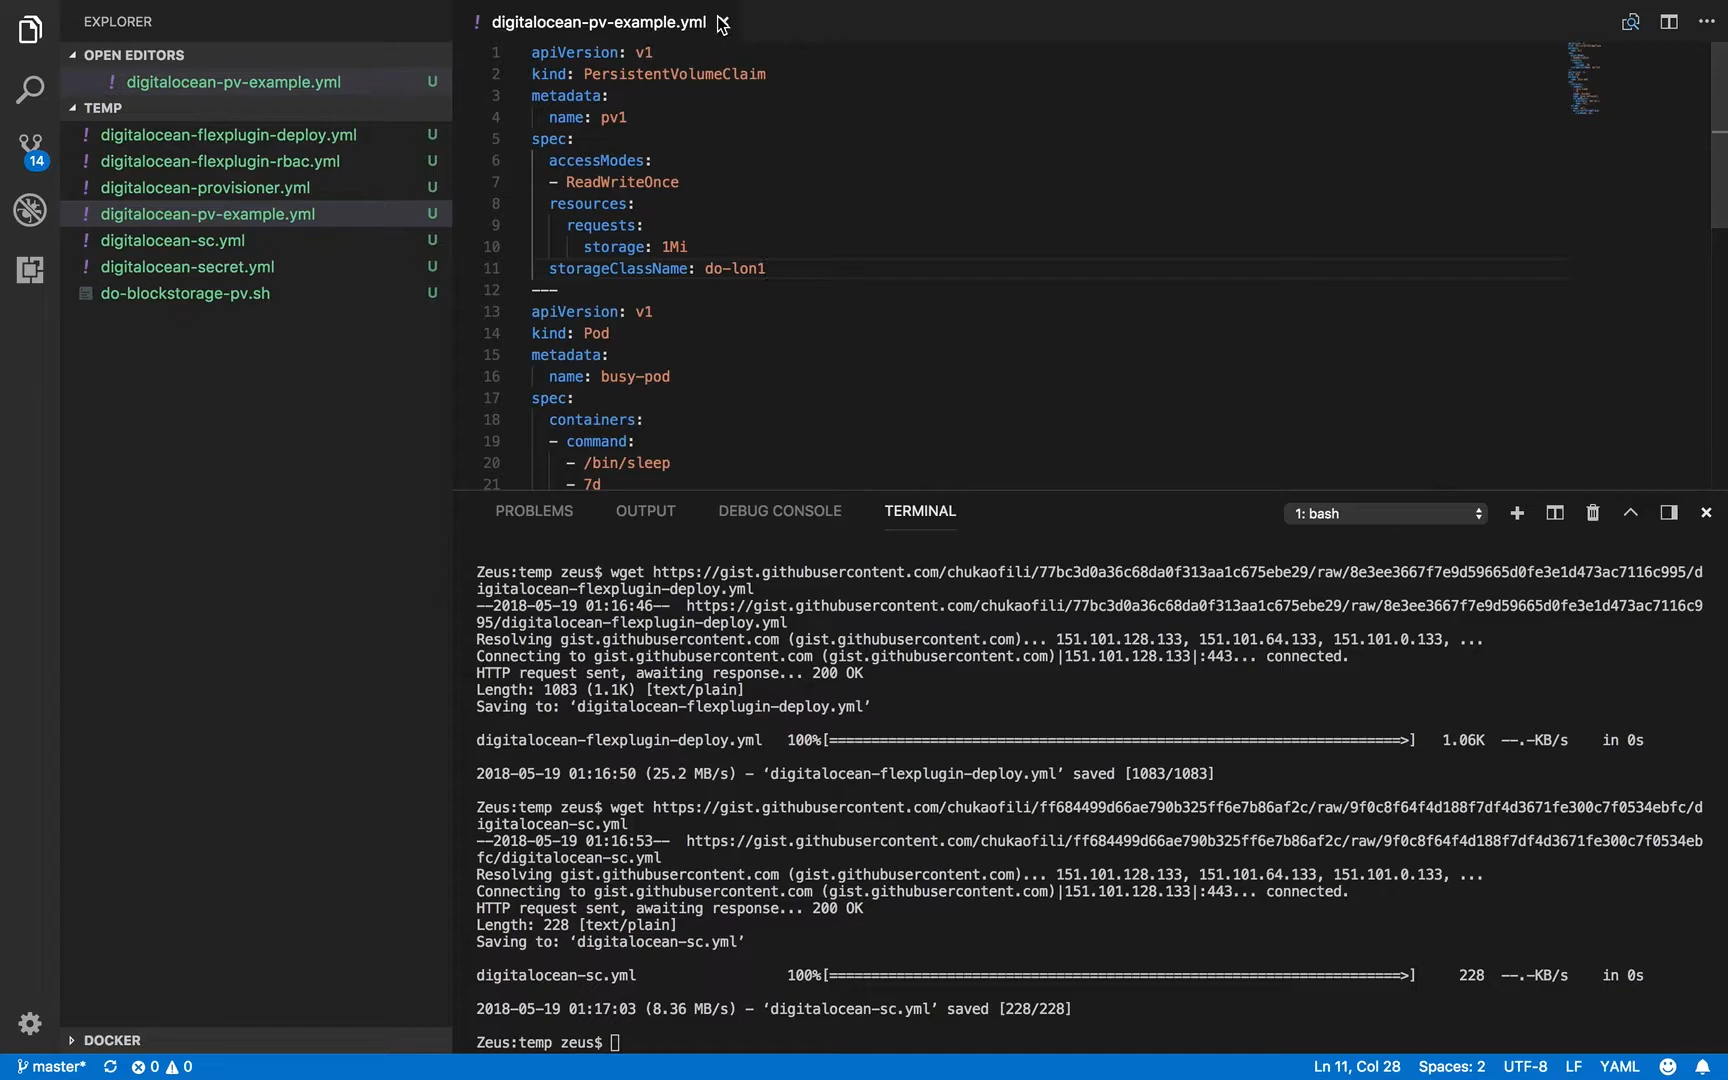 EXPLORER
OPEN EDITORS
! digitalocean-pv-example.yml U
TEMP
! digitalocean-flexplugin-deploy.yml U
! digitalocean-flexplugin-rbac.yml U
! digitalocean-provisioner.yml U
! digitalocean-pv-example.yml U
! digitalocean-sc.yml U
! digitalocean-secret.yml U
do-blockstorage-pv.sh U
14
DOCKER
! digitalocean-pv-example.yml
1 apiVersion: v1
2 kind: PersistentVolumeClaim
3 metadata:
4 name: pv1
5 spec:
6 accessModes:
7 - ReadWriteOnce
8 resources:
9 requests:
10 storage: 1Mi
11 storageClassName: do-lon1
12 ---
13 apiVersion: v1
14 kind: Pod
15 metadata:
16 name: busy-pod
17 spec:
18 containers:
19 - command:
20 - /bin/sleep
21 - 7d
PROBLEMS OUTPUT DEBUG CONSOLE TERMINAL 1: bash
Zeus:temp zeus$ wget https://gist.githubusercontent.com/chukaofili/77bc3d0a36c68da0f313aa1c675ebe29/raw/8e3ee3667f7e9d59665d0fe3e1d473ac7116c995/d
igitalocean-flexplugin-deploy.yml
--2018-05-19 01:16:46-- https://gist.githubusercontent.com/chukaofili/77bc3d0a36c68da0f313aa1c675ebe29/raw/8e3ee3667f7e9d59665d0fe3e1d473ac7116c9
95/digitalocean-flexplugin-deploy.yml
Resolving gist.githubusercontent.com (gist.githubusercontent.com)... 151.101.128.133, 151.101.64.133, 151.101.0.133, ...
Connecting to gist.githubusercontent.com (gist.githubusercontent.com)|151.101.128.133|:443... connected.
HTTP request sent, awaiting response... 200 OK
Length: 1083 (1.1K) [text/plain]
Saving to: ‘digitalocean-flexplugin-deploy.yml’
digitalocean-flexplugin-deploy.yml 100%[===================================================================>] 1.06K --.-KB/s in 0s
2018-05-19 01:16:50 (25.2 MB/s) - ‘digitalocean-flexplugin-deploy.yml’ saved [1083/1083]
Zeus:temp zeus$ wget https://gist.githubusercontent.com/chukaofili/ff684499d66ae790b325ff6e7b86af2c/raw/9f0c8f64f4d188f7df4d3671fe300c7f0534ebfc/d
igitalocean-sc.yml
--2018-05-19 01:16:53-- https://gist.githubusercontent.com/chukaofili/ff684499d66ae790b325ff6e7b86af2c/raw/9f0c8f64f4d188f7df4d3671fe300c7f0534eb
fc/digitalocean-sc.yml
Resolving gist.githubusercontent.com (gist.githubusercontent.com)... 151.101.128.133, 151.101.64.133, 151.101.0.133, ...
Connecting to gist.githubusercontent.com (gist.githubusercontent.com)|151.101.128.133|:443... connected.
HTTP request sent, awaiting response... 200 OK
Length: 228 [text/plain]
Saving to: ‘digitalocean-sc.yml’
digitalocean-sc.yml 100%[===================================================================>] 228 --.-KB/s in 0s
2018-05-19 01:17:03 (8.36 MB/s) - ‘digitalocean-sc.yml’ saved [228/228]
Zeus:temp zeus$
master* 0 0 Ln 11, Col 28 Spaces: 2 UTF-8 LF YAML